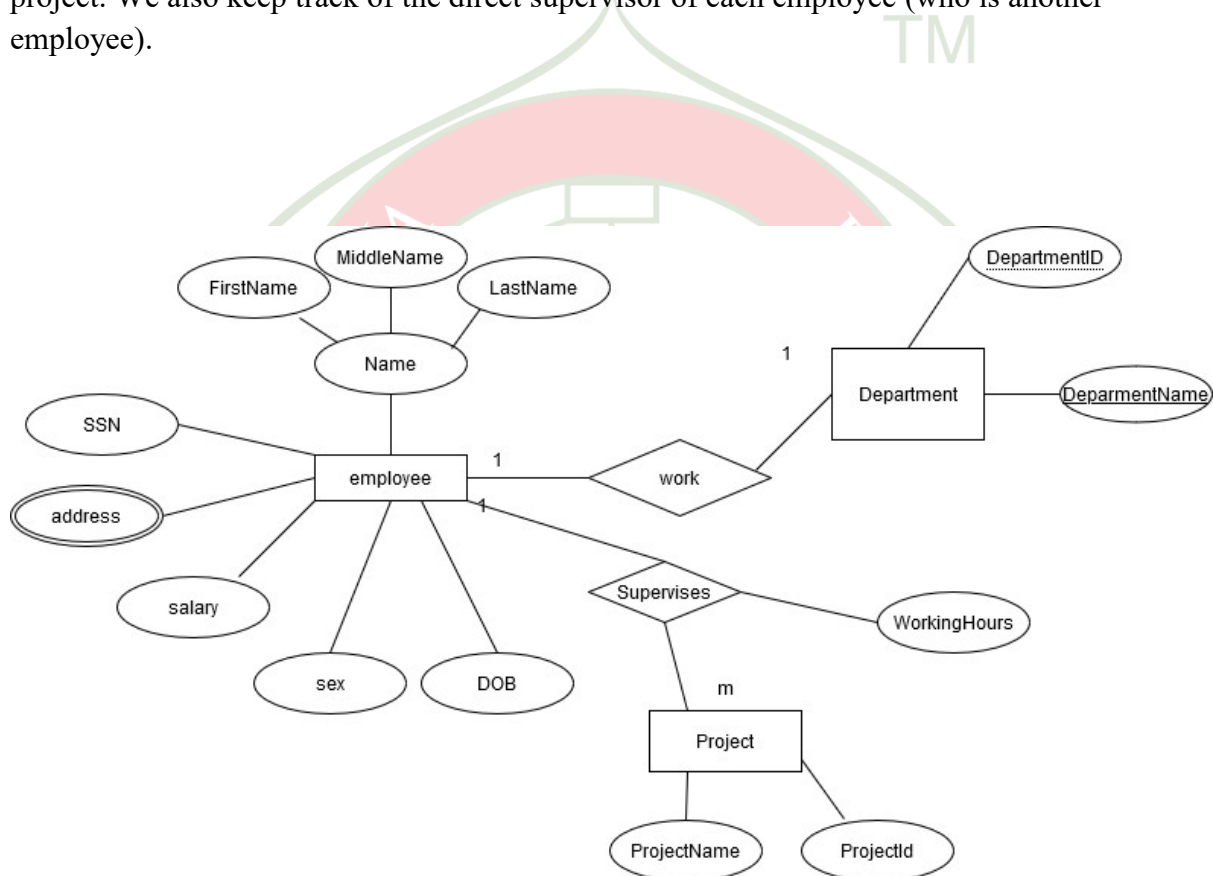 project. We also keep track of the direct supervisor of each employee (who is another
employee).
TM
MiddleName
DepartmentID
FirstName
LastName
1
Name
Department
DeparmentName
SSN
1
employee
work
1
address
Supervises
salary
WorkingHours
sex
DOB
m
Project
ProjectName
ProjectId